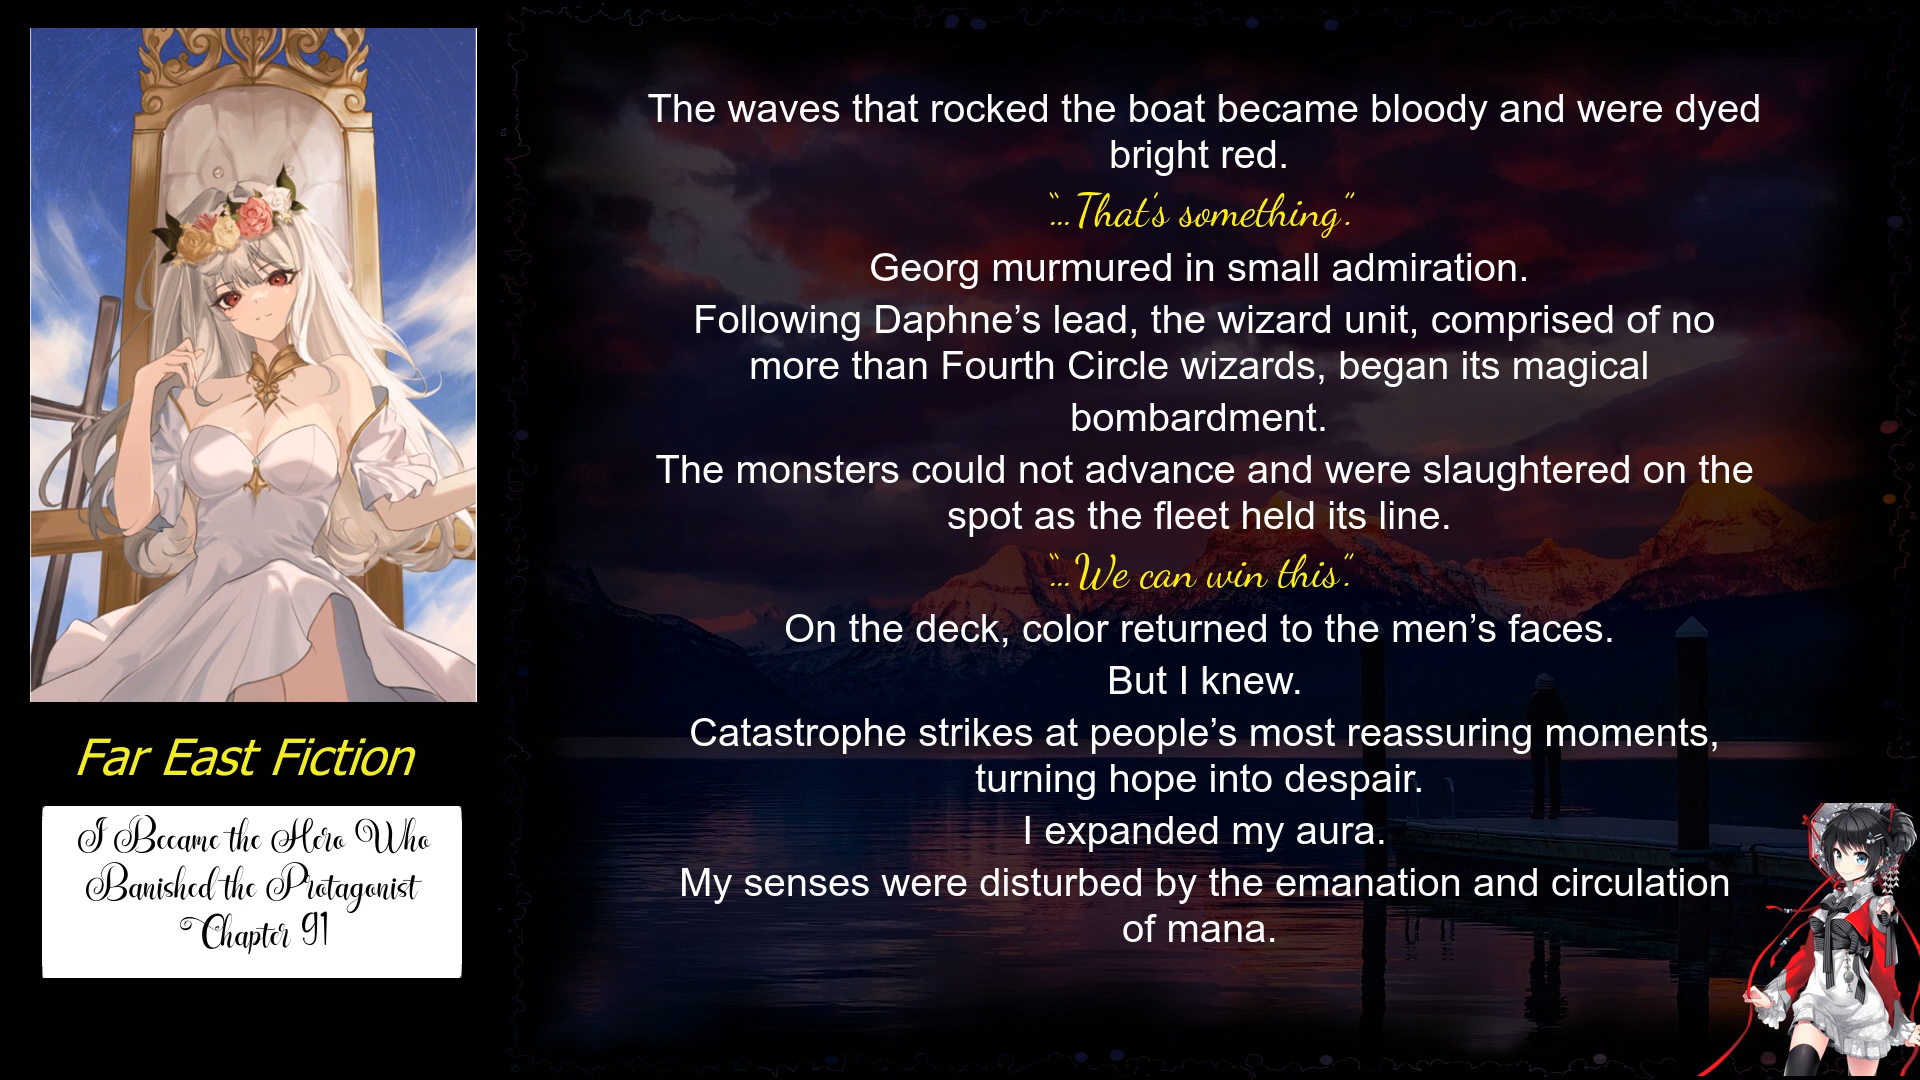 The waves that rocked the boat became bloody and were dyed
bright red.
“...That’s something”.
Georg murmured in small admiration.
Following Daphne’s lead, the wizard unit, comprised of no
more than Fourth Circle wizards, began its magical
bombardment.
The monsters could not advance and were slaughtered on the
spot as the fleet held its line.
“...We can win this”.
On the deck, color returned to the men’s faces.
But I knew.
Catastrophe strikes at people’s most reassuring moments,
turning hope into despair.
I expanded my aura.
My senses were disturbed by the emanation and circulation
of mana.
Far East Fiction
I Became the Hero Who
Banished the Protagonist
Chapter 91